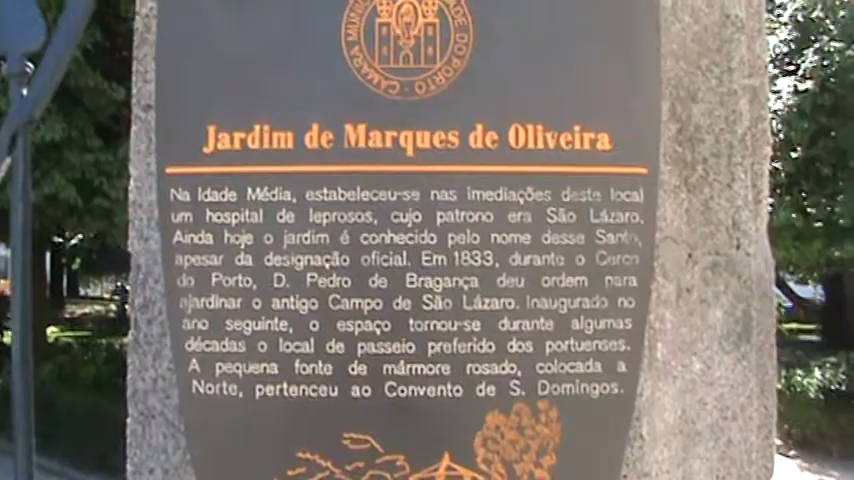 CÂMARA MUNICIPALIDADE DO PORTO
Jardim de Marques de Oliveira
Na Idade Média, estabeleceu-se nas imediações deste local
um hospital de leprosos, cujo patrono era São Lázaro.
Ainda hoje o jardim é conhecido pelo nome desse Santo,
apesar da designação oficial. Em 1833, durante o Cerco
do Porto, D. Pedro de Bragança, deu ordem para
ajardinar o antigo Campo de São Lázaro. Inaugurado no
ano seguinte, o espaço tornou-se durante algumas
décadas o local de passeio preferido dos portuenses.
A pequena fonte de mármore rosado, colocada a
Norte, pertenceu ao Convento de S. Domingos.